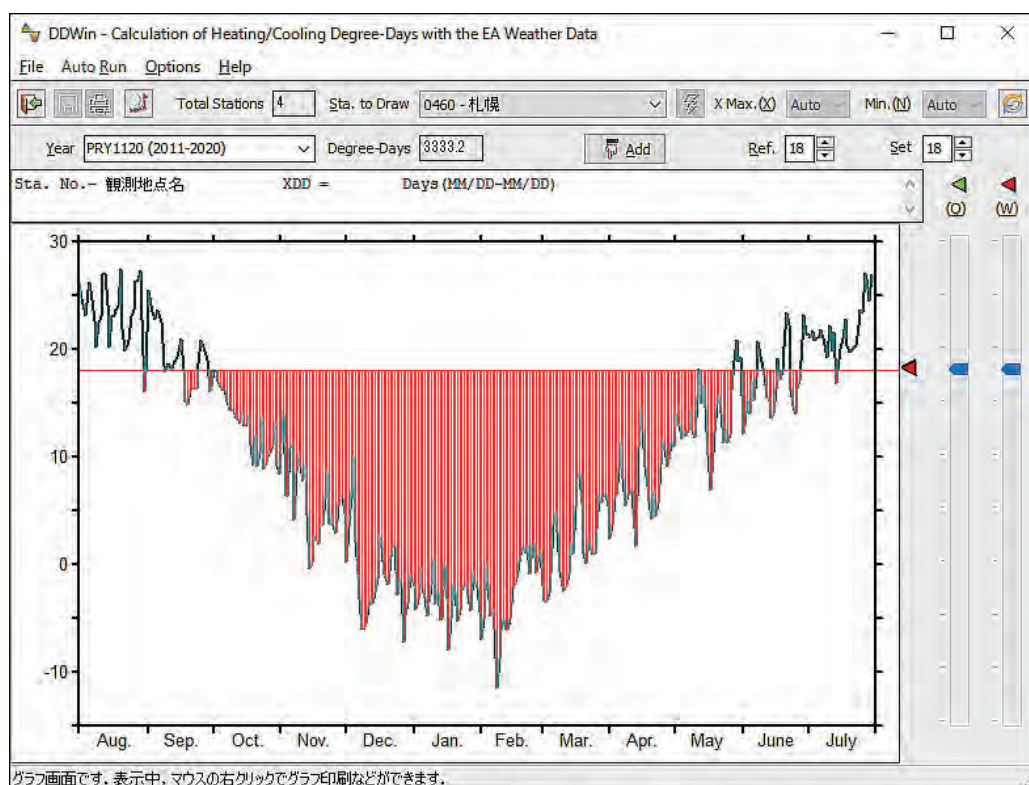 DDWin - Calculation of Heating/Cooling Degree-Days with the EA Weather Data
File Auto Run Options Help
Total Stations 4 Sta. to Draw 0460 - 札幌 X Max.(X) Auto Min.(N) Auto
Year PRY1120 (2011-2020) Degree-Days 3333.2 Add Ref. 18 Set 18
Sta. No.- 観測地点名 XDD = Days(MM/DD-MM/DD)
(O) (W)
30
20
10
0
-10
Aug. Sep. Oct. Nov. Dec. Jan. Feb. Mar. Apr. May June July
グラフ画面です。表示中、マウスの右クリックでグラフ印刷などができます。